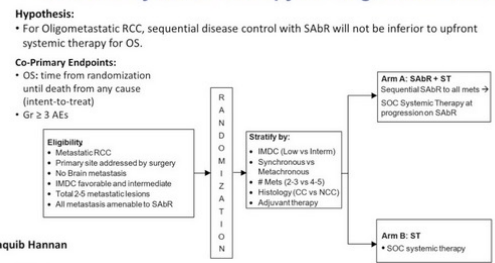 Hypothesis:
• For Oligometastatic RCC, sequential disease control with SAbR will not be inferior to upfront
systemic therapy for OS.
Co-Primary Endpoints:
• OS: time from randomization
until death from any cause
(intent-to-treat)
• Gr ≥ 3 AEs
Eligibility
• Metastatic RCC
• Primary site addressed by surgery
• No Brain metastasis
• IMDC favorable and intermediate
• Total 2-5 metastatic lesions
• All metastasis amenable to SAbR
R
A
N
D
O
M
I
Z
A
T
I
O
N
Stratify by:
• IMDC (Low vs Interm)
• Synchronous vs
Metachronous
• # Mets (2-3 vs 4-5)
• Histology (CC vs NCC)
• Adjuvant therapy
Arm A: SAbR + ST
Sequential SAbR to all mets →
SOC Systemic Therapy at
progression on SAbR
Arm B: ST
• SOC systemic therapy
aquib Hannan